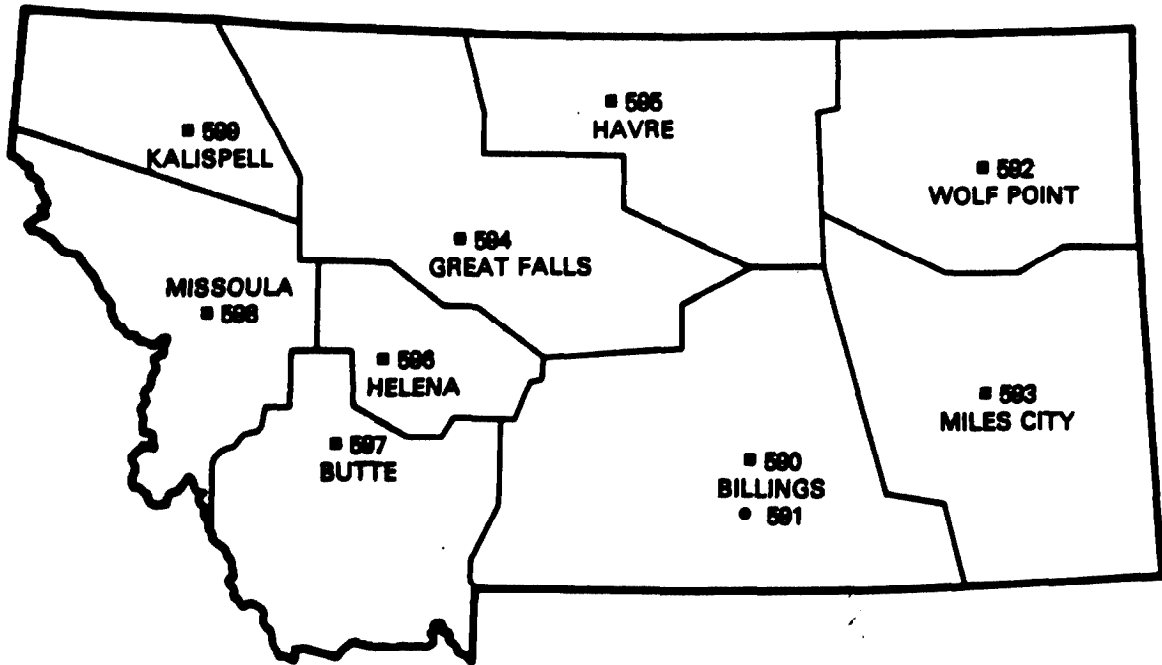 595
HAVRE
599
KALISPELL
592
WOLF POINT
594
GREAT FALLS
MISSOULA
598
596
HELENA
593
MILES CITY
597
BUTTE
590
BILLINGS
591